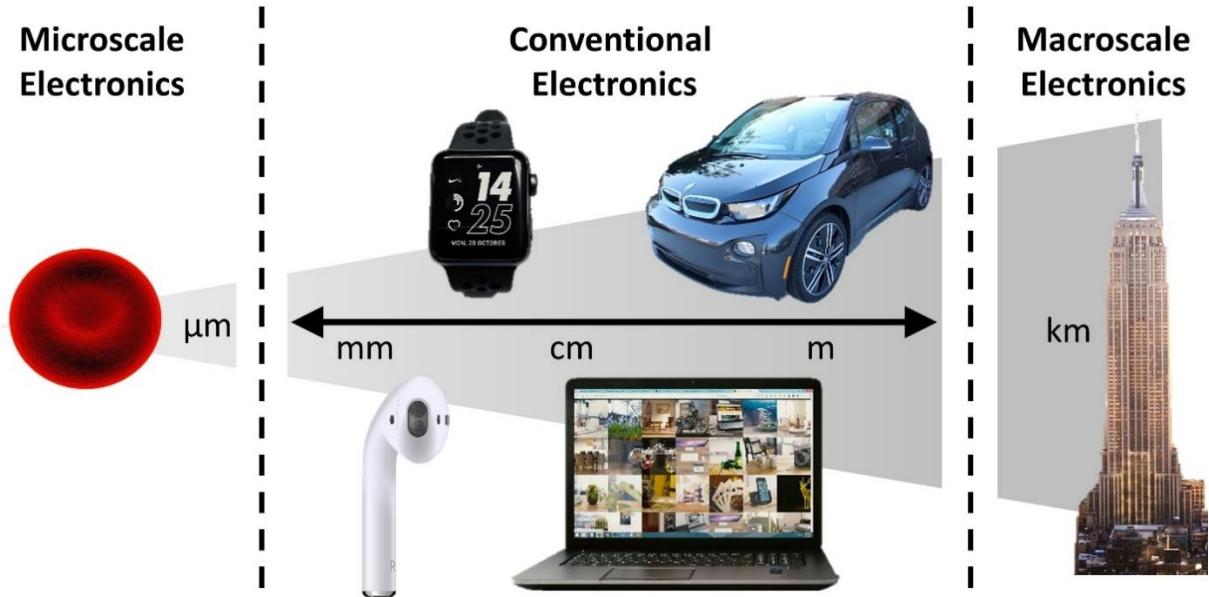 Microscale
Electronics
Conventional
Electronics
Macroscale
Electronics
14
25
MON, 28 OCTOBER
µm
mm
cm
m
km
R